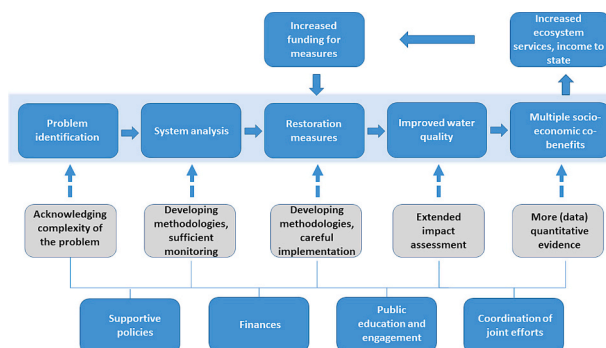 Increased
funding for
measures
Increased
ecosystem
services, income to
state
Problem
identification
System analysis
Restoration
measures
Improved water
quality
Multiple socio-
economic co-
benefits
Acknowledging
complexity of
the problem
Developing
methodologies,
sufficient
monitoring
Developing
methodologies,
careful
implementation
Extended
impact
assessment
More (data)
quantitative
evidence
Supportive
policies
Finances
Public
education and
engagement
Coordination of
joint efforts